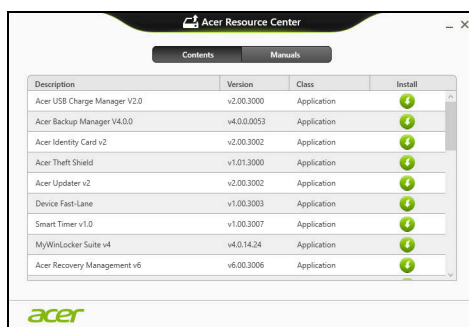 Acer Resource Center
Contents Manuals
Description Version Class Install
Acer USB Charge Manager V2.0 v2.00.3000 Application
Acer Backup Manager V4.0.0 v4.0.0.0053 Application
Acer Identity Card v2 v2.00.3002 Application
Acer Theft Shield v1.01.3000 Application
Acer Updater v2 v2.00.3002 Application
Device Fast-Lane v1.00.3003 Application
Smart Timer v1.0 v1.00.3007 Application
MyWinLocker Suite v4 v4.0.14.24 Application
Acer Recovery Management v6 v6.00.3006 Application
acer